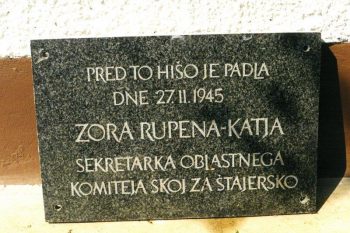 PRED TO HIŠO JE PADLA
DNE 27.II.1945
ZORA RUPENA-KATJA
SEKRETARKA OBLASTNEGA
KOMITEJA SKOJ ZA ŠTAJERSKO